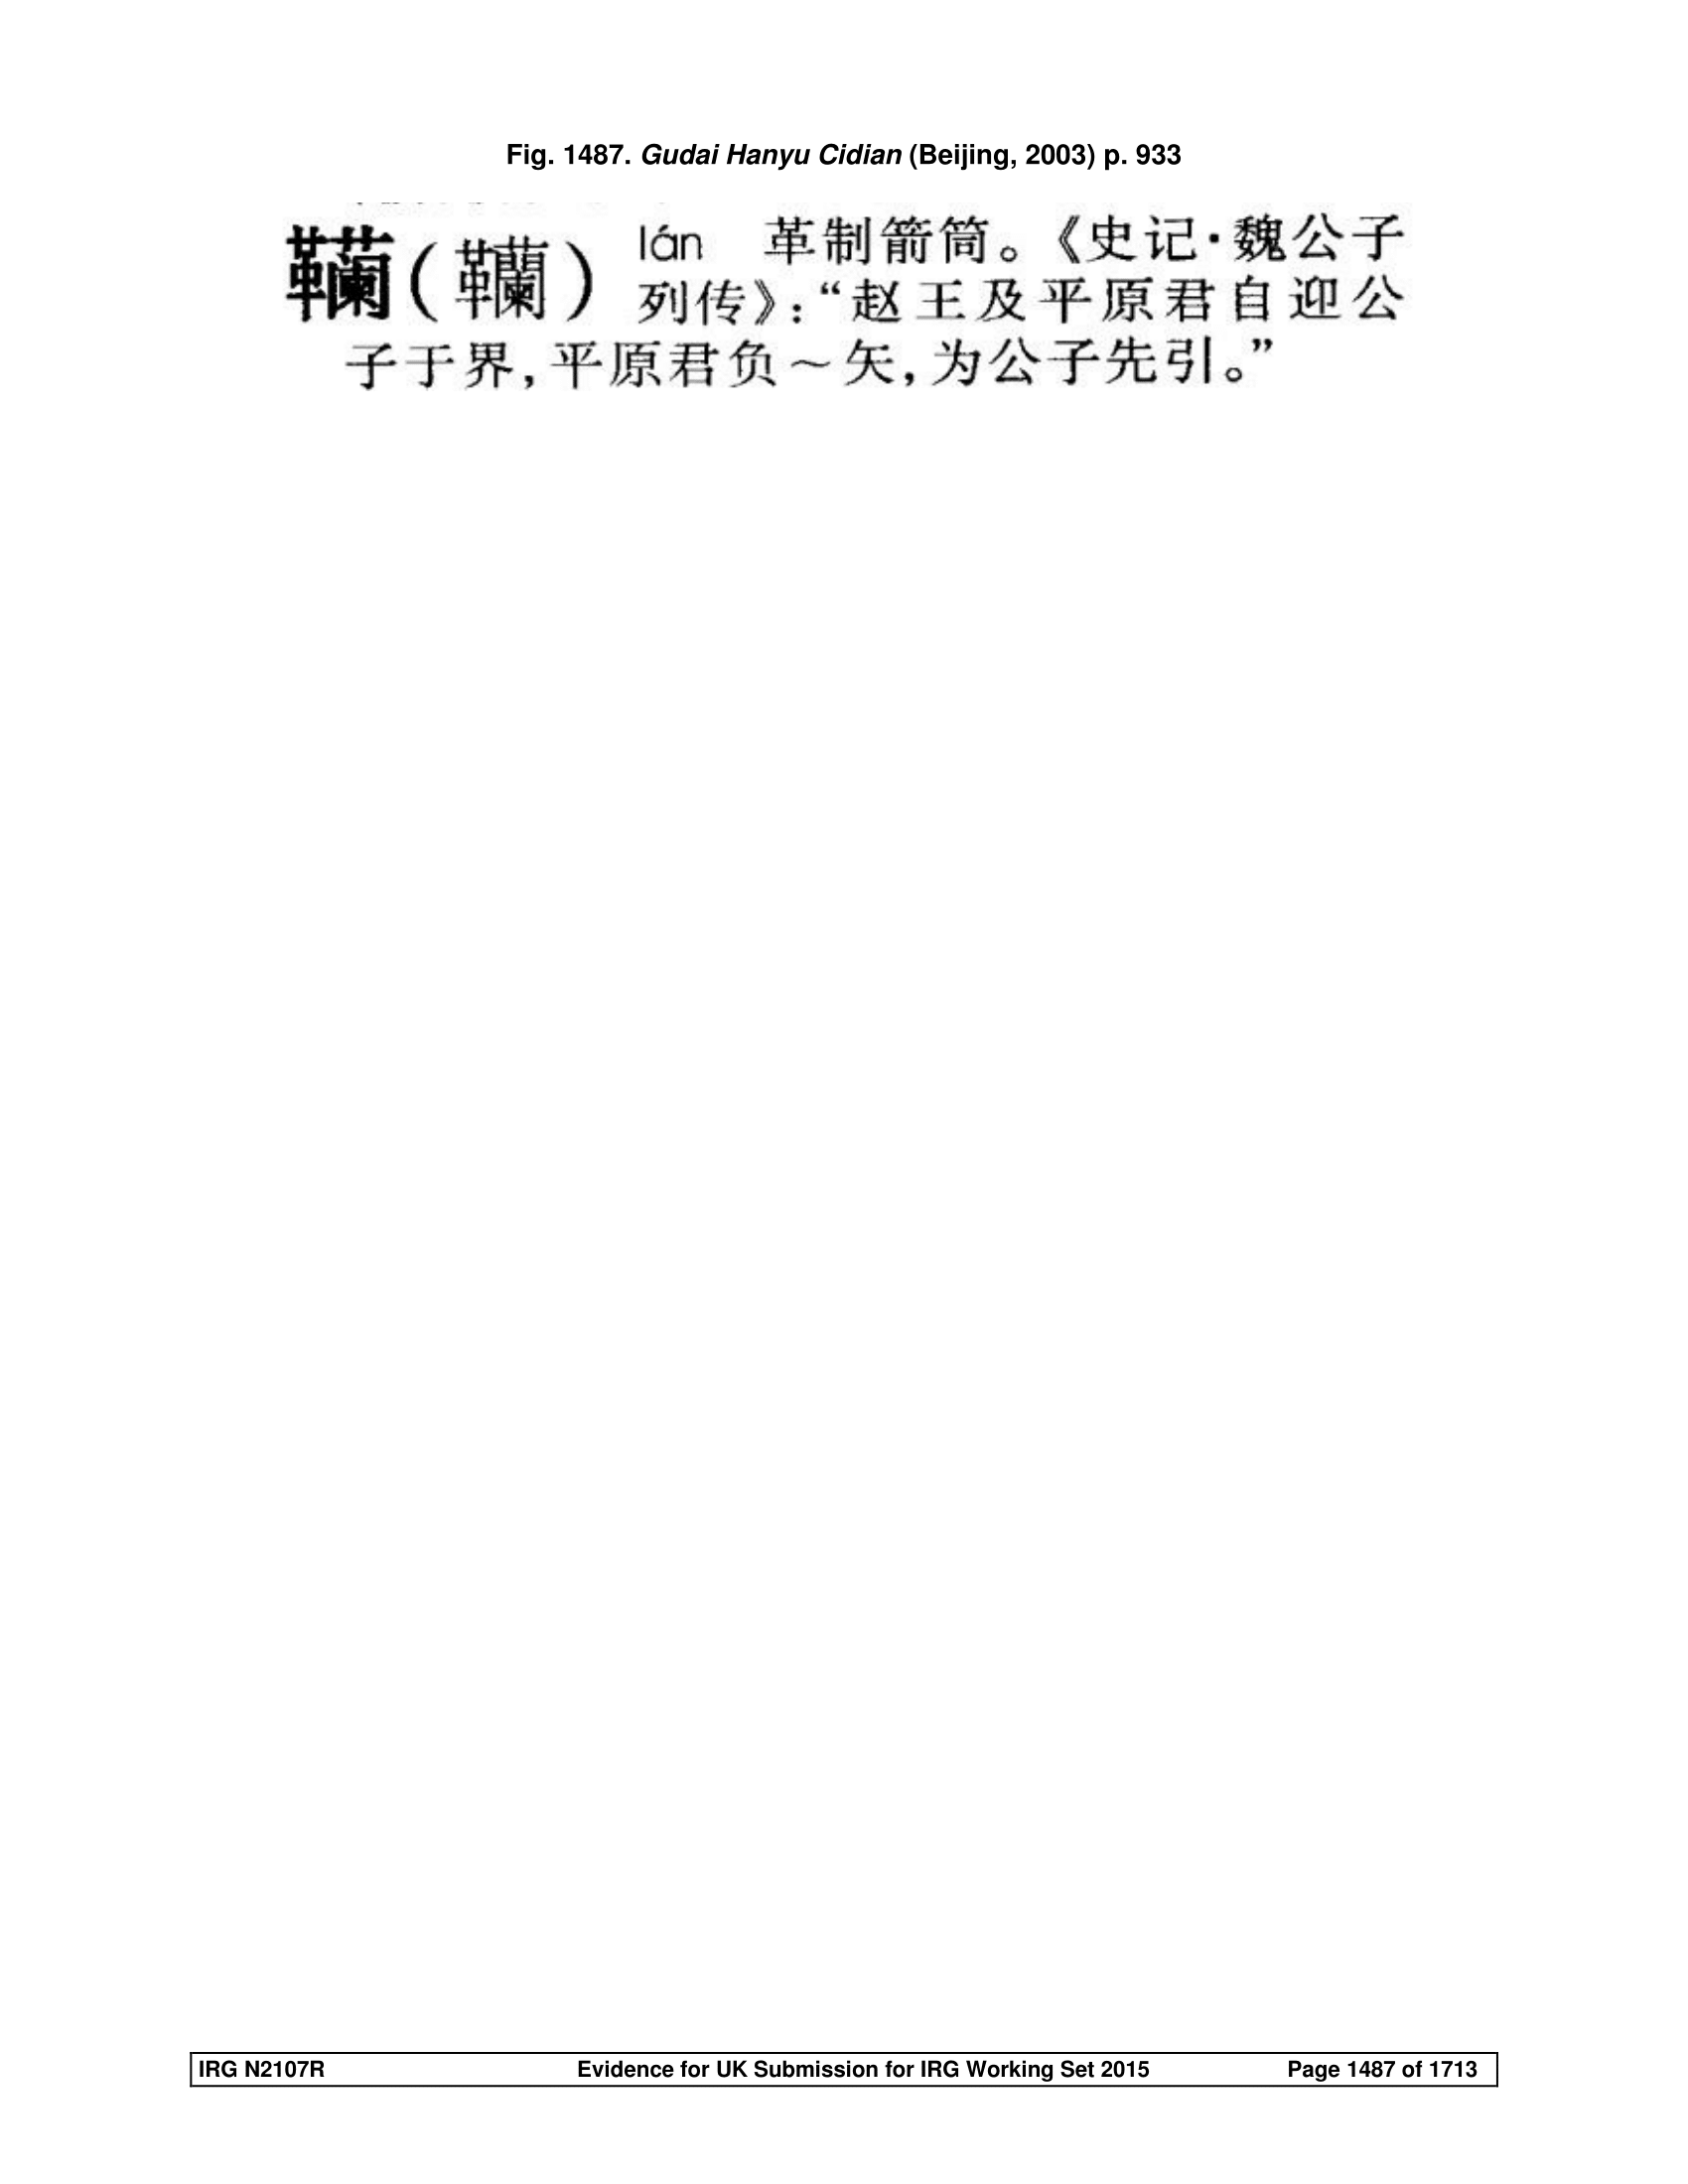 Fig. 1487. Gudai Hanyu Cidian (Beijing, 2003) p. 933
(韊) lán 革制箭筒。《史记·魏公子
列传》:“赵王及平原君自迎公
子于界,平原君负～矢,为公子先引。”
IRG N2107R Evidence for UK Submission for IRG Working Set 2015 Page 1487 of 1713